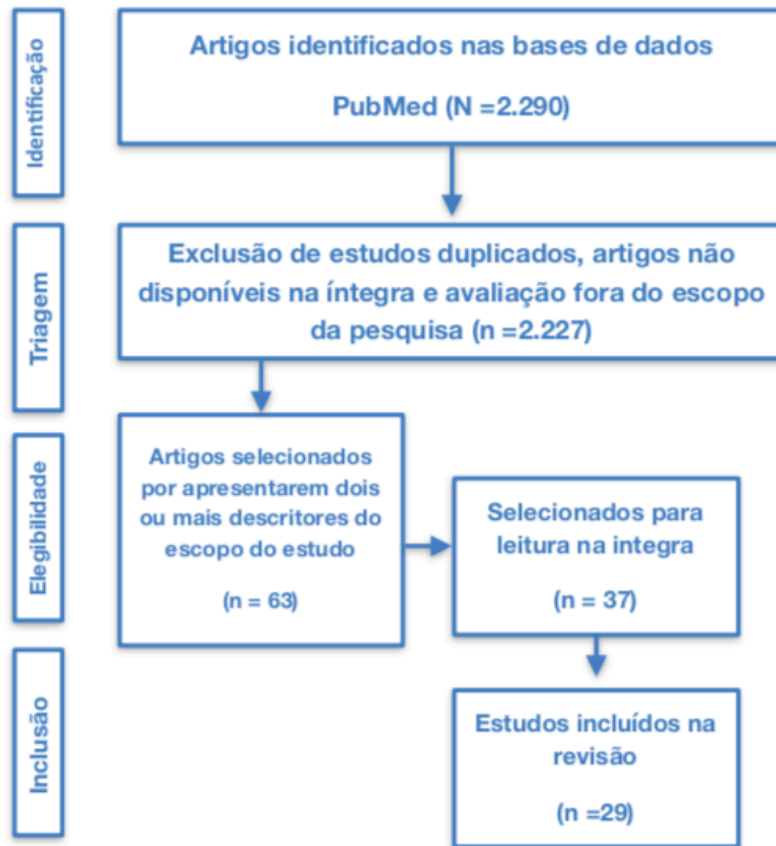 Identificação
Artigos identificados nas bases de dados
PubMed (N =2.290)
Triagem
Exclusão de estudos duplicados, artigos não
disponíveis na íntegra e avaliação fora do escopo
da pesquisa (n =2.227)
Elegibilidade
Artigos selecionados
por apresentarem dois
ou mais descritores do
escopo do estudo
(n = 63)
Selecionados para
leitura na integra
(n = 37)
Inclusão
Estudos incluídos na
revisão
(n =29)